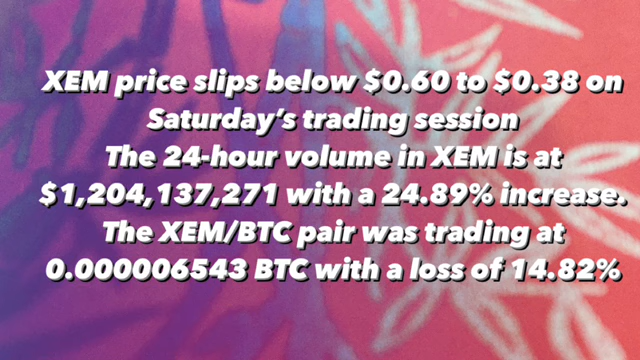 XEM price slips below $0.60 to $0.38 on
Saturday’s trading session
The 24-hour volume in XEM is at
$1,204,137,271 with a 24.89% increase.
The XEM/BTC pair was trading at
0.000006543 BTC with a loss of 14.82%